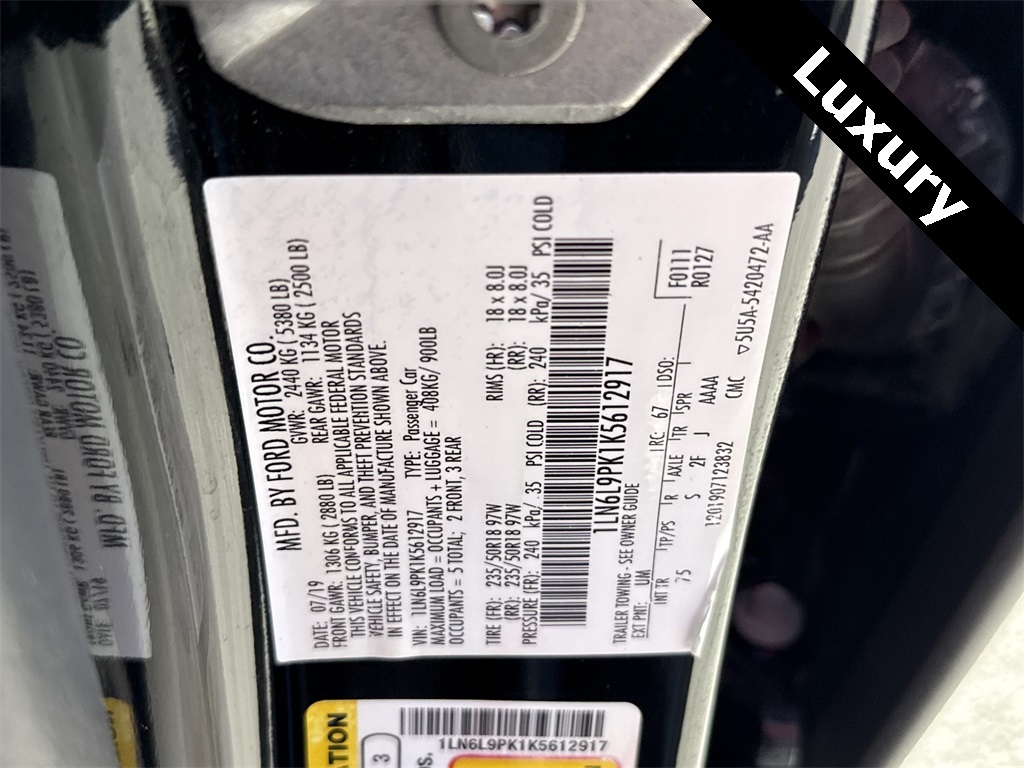 Luxury
MFD. BY FORD MOTOR CO.
DATE: 07/19 GVWR: 2440 KG ( 5380 LB)
FRONT GAWR: 1306 KG ( 2880 LB) REAR GAWR: 1134 KG ( 2500 LB)
THIS VEHICLE CONFORMS TO ALL APPLICABLE FEDERAL MOTOR
VEHICLE SAFETY, BUMPER, AND THEFT PREVENTION STANDARDS
IN EFFECT ON THE DATE OF MANUFACTURE SHOWN ABOVE.
VIN: 1LN6L9PK1K5612917 TYPE: Passenger Car
MAXIMUM LOAD = OCCUPANTS + LUGGAGE = 408KG/ 900LB
OCCUPANTS = 5 TOTAL; 2 FRONT, 3 REAR
TIRE (FR): 235/50R18 97W RIMS (FR): 18 x 8.0J
(RR): 235/50R18 97W (RR): 18 x 8.0J
PRESSURE (FR): 240 kPa/ 35 PSI COLD (RR): 240 kPa/ 35 PSI COLD
1LN6L9PK1K5612917
TRAILER TOWING - SEE OWNER GUIDE
EXT PNT: UM RC: 67 DSO:
INT TR TP/PS R AXLE TR SPR
75 S 2F J AAAA
1201907123832 CMC
F0111
R0127
▽5U5A-5420472-AA
1LN6L9PK1K5612917
3